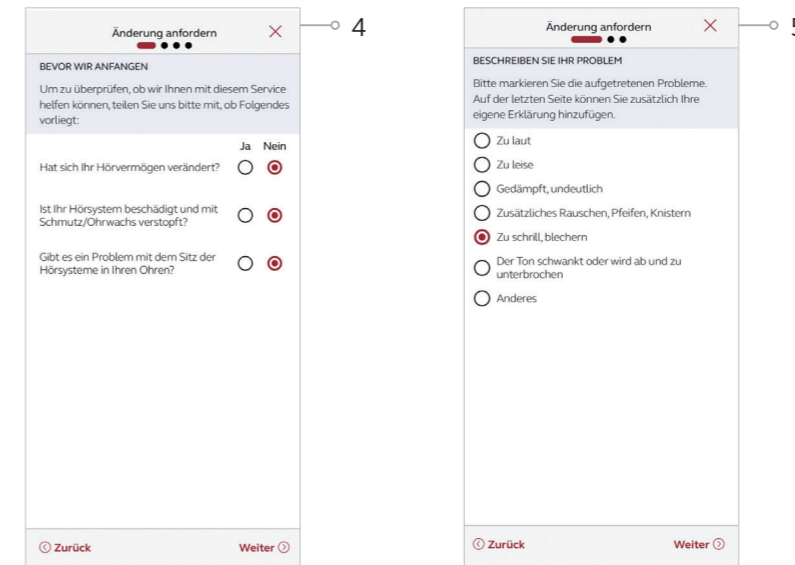 Änderung anfordern
4
BEVOR WIR ANFANGEN
Um zu überprüfen, ob wir Ihnen mit diesem Service
helfen können, teilen Sie uns bitte mit, ob Folgendes
vorliegt:
Ja Nein
Hat sich Ihr Hörvermögen verändert?
Ist Ihr Hörsystem beschädigt und mit
Schmutz/Ohrwachs verstopft?
Gibt es ein Problem mit dem Sitz der
Hörsysteme in Ihren Ohren?
Zurück
Weiter
Änderung anfordern
5
BESCHREIBEN SIE IHR PROBLEM
Bitte markieren Sie die aufgetretenen Probleme.
Auf der letzten Seite können Sie zusätzlich Ihre
eigene Erklärung hinzufügen.
Zu laut
Zu leise
Gedämpft, undeutlich
Zusätzliches Rauschen, Pfeifen, Knistern
Zu schrill, blechern
Der Ton schwankt oder wird ab und zu
unterbrochen
Anderes
Zurück
Weiter